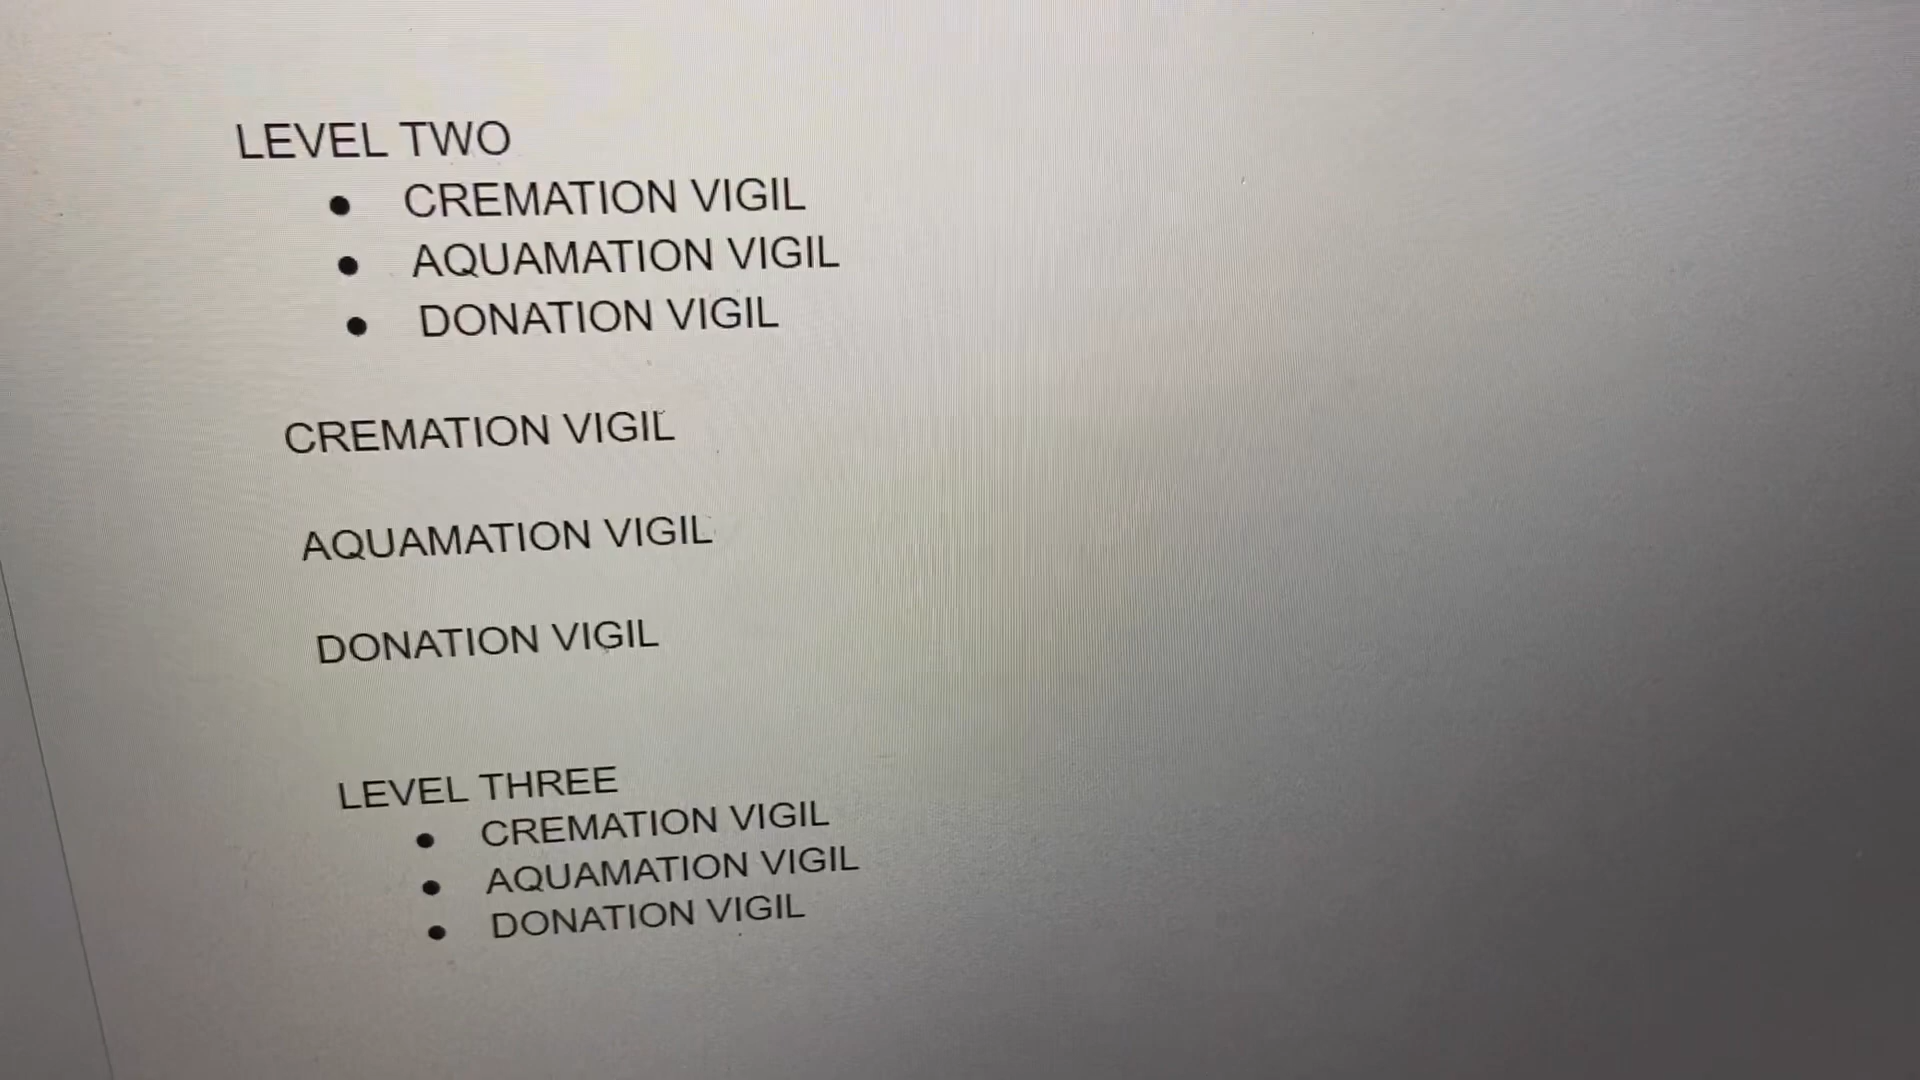 LEVEL TWO
● CREMATION VIGIL
● AQUAMATION VIGIL
● DONATION VIGIL
CREMATION VIGIL
AQUAMATION VIGIL
DONATION VIGIL
LEVEL THREE
● CREMATION VIGIL
● AQUAMATION VIGIL
● DONATION VIGIL